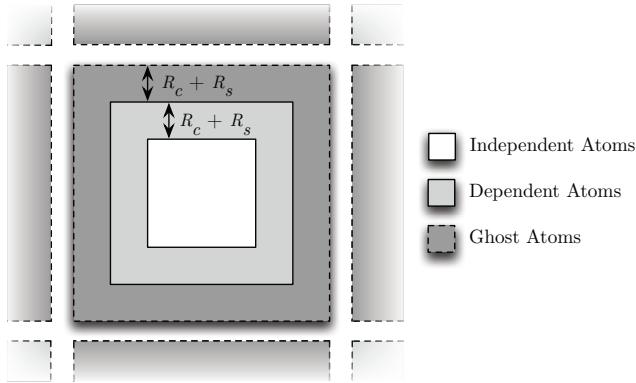 R_c + R_s
R_c + R_s
Independent Atoms
Dependent Atoms
Ghost Atoms